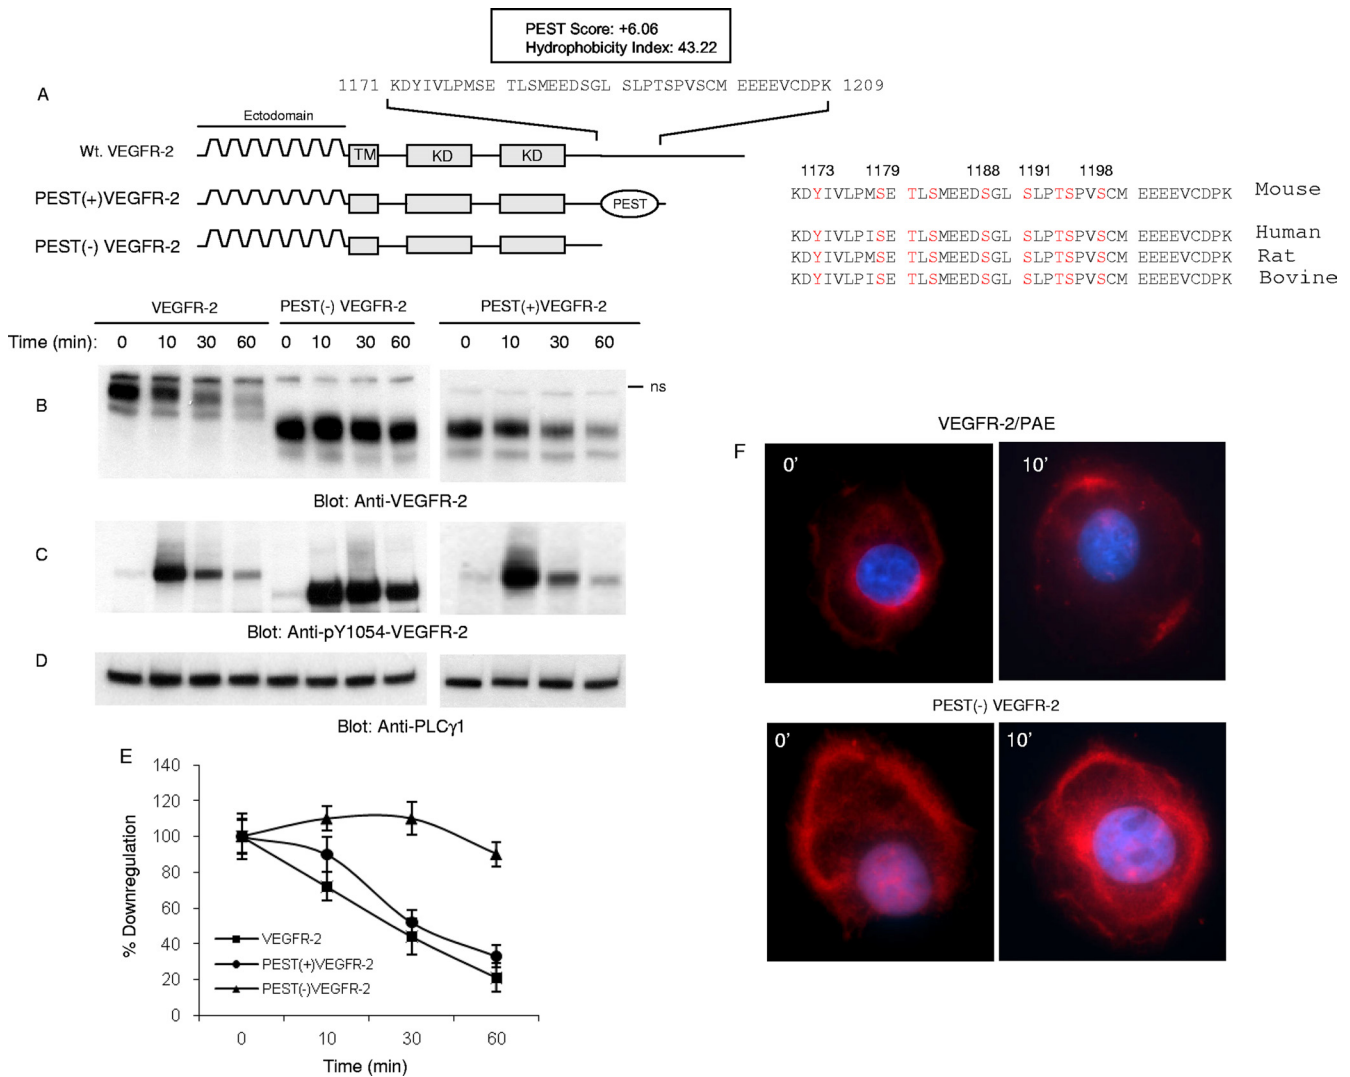 PEST Score: +6.06
Hydrophobicity Index: 43.22
1171 KDYIVLPMSE TLSMEEDSGL SLPTSPVSCM EEEEVCDPK 1209
A
Ectodomain
Wt. VEGFR-2
TM
KD
KD
PEST(+)VEGFR-2
PEST
PEST(-) VEGFR-2
1173 1179 1188 1191 1198
KDYIVLPMSE TLSMEEDSGL SLPTSPVSCM EEEEVCDPK Mouse
KDYIVLPISE TLSMEEDSGL SLPTSPVSCM EEEEVCDPK Human
KDYIVLPISE TLSMEEDSGL SLPTSPVSCM EEEEVCDPK Rat
KDYIVLPISE TLSMEEDSGL SLPTSPVSCM EEEEVCDPK Bovine
VEGFR-2 PEST(-) VEGFR-2 PEST(+)VEGFR-2
Time (min): 0 10 30 60 0 10 30 60 0 10 30 60
ns
B
Blot: Anti-VEGFR-2
C
Blot: Anti-pY1054-VEGFR-2
D
Blot: Anti-PLCγ1
E
% Downregulation
140
120
100
80
60
40
20
0
VEGFR-2
PEST(+)VEGFR-2
PEST(-)VEGFR-2
0 10 30 60
Time (min)
F
VEGFR-2/PAE
0’ 10’
PEST(-) VEGFR-2
0’ 10’